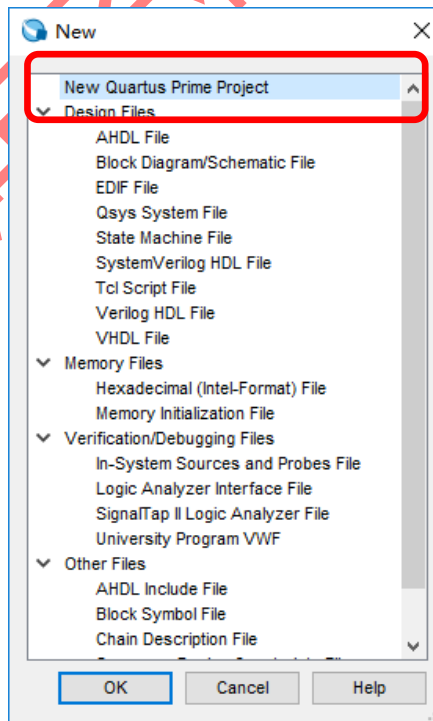 New
New Quartus Prime Project
Design Files
AHDL File
Block Diagram/Schematic File
EDIF File
Qsys System File
State Machine File
SystemVerilog HDL File
Tcl Script File
Verilog HDL File
VHDL File
Memory Files
Hexadecimal (Intel-Format) File
Memory Initialization File
Verification/Debugging Files
In-System Sources and Probes File
Logic Analyzer Interface File
SignalTap II Logic Analyzer File
University Program VWF
Other Files
AHDL Include File
Block Symbol File
Chain Description File
OK Cancel Help